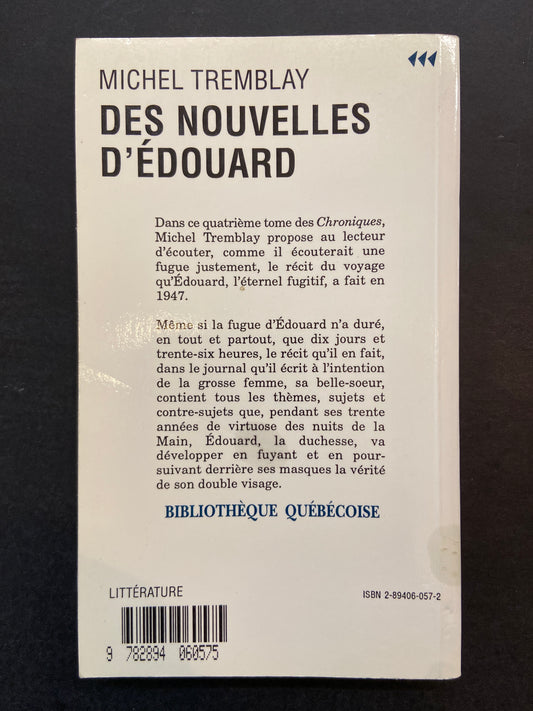 MICHEL TREMBLAY
DES NOUVELLES
D'ÉDOUARD
Dans ce quatrième tome des Chroniques,
Michel Tremblay propose au lecteur
d'écouter, comme il écouterait une
fugue justement, le récit du voyage
qu'Édouard, l'éternel fugitif, a fait en
1947.
Même si la fugue d'Édouard n'a duré,
en tout et partout, que dix jours et
trente-six heures, le récit qu'il en fait,
dans le journal qu'il écrit à l'intention
de la grosse femme, sa belle-soeur,
contient tous les thèmes, sujets et
contre-sujets que, pendant ses trente
années de virtuose des nuits de la
Main, Édouard, la duchesse, va
développer en fuyant et en pour-
suivant derrière ses masques la vérité
de son double visage.
BIBLIOTHÈQUE QUÉBÉCOISE
LITTÉRATURE
ISBN 2-89406-057-2
9 782894 060575